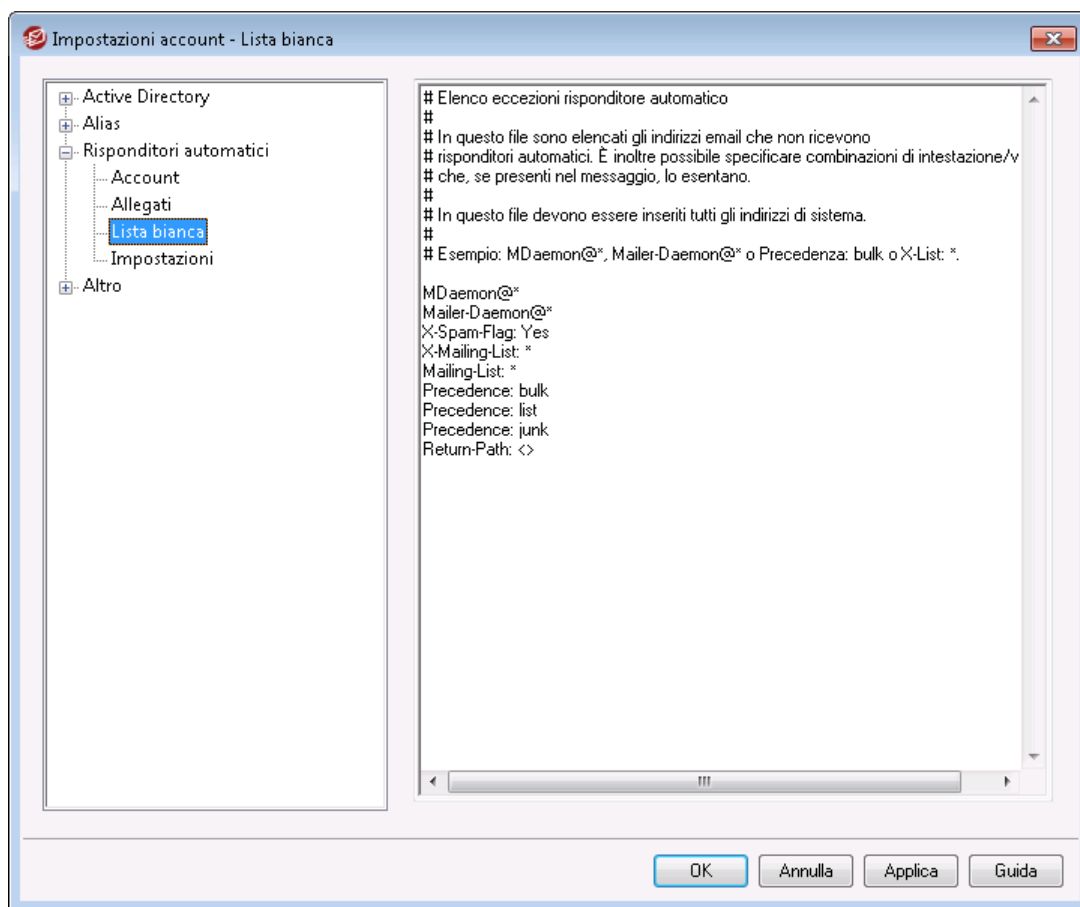 Impostazioni account - Lista bianca
Active Directory
Alias
Risponditori automatici
Account
Allegati
Lista bianca
Impostazioni
Altro
# Elenco eccezioni risponditore automatico
#
# In questo file sono elencati gli indirizzi email che non ricevono
# risponditori automatici. È inoltre possibile specificare combinazioni di intestazione/v
# che, se presenti nel messaggio, lo esentano.
#
# In questo file devono essere inseriti tutti gli indirizzi di sistema.
#
# Esempio: MDaemon@*, Mailer-Daemon@* o Precedenza: bulk o X-List: *.
MDaemon@*
Mailer-Daemon@*
X-Spam-Flag: Yes
X-Mailing-List: *
Mailing-List: *
Precedence: bulk
Precedence: list
Precedence: junk
Return-Path: <>
OK
Annulla
Applica
Guida